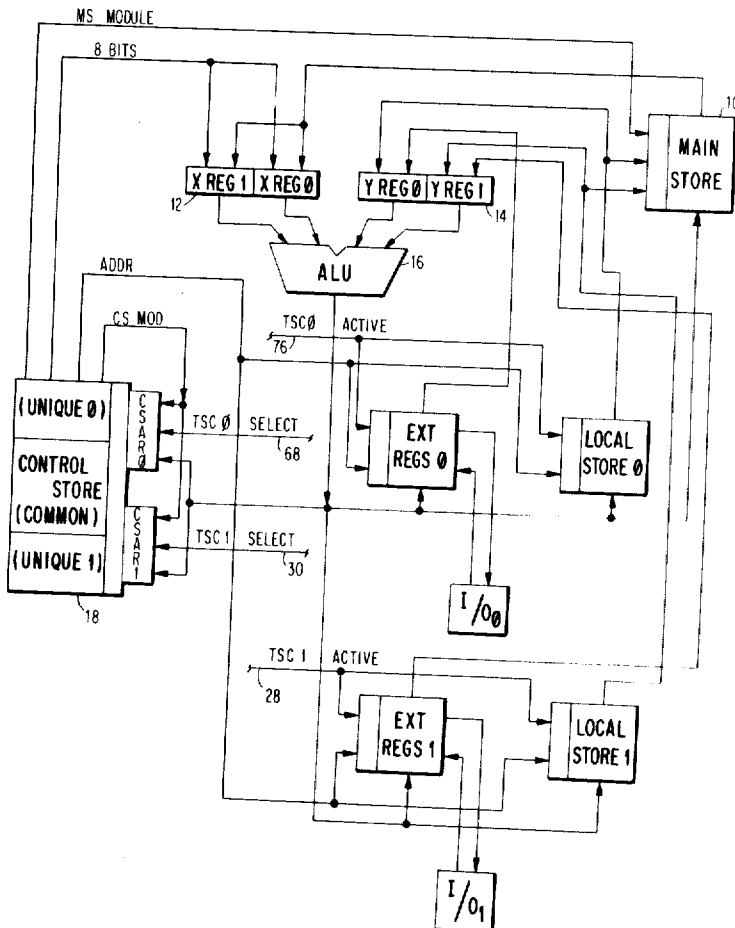 MS MODULE
8 BITS
10
MAIN
STORE
X REG 1
X REG Ø
Y REG Ø
Y REG 1
12
14
ALU
16
ADDR
CS MOD
TSCØ ACTIVE
76
(UNIQUE Ø)
CSARØ
TSC Ø SELECT
68
EXT
REGS Ø
LOCAL
STORE Ø
CONTROL
STORE
(COMMON)
CSAR1
TSC 1 SELECT
30
(UNIQUE 1)
18
I/OØ
TSC 1 ACTIVE
28
EXT
REGS 1
LOCAL
STORE 1
I/O1